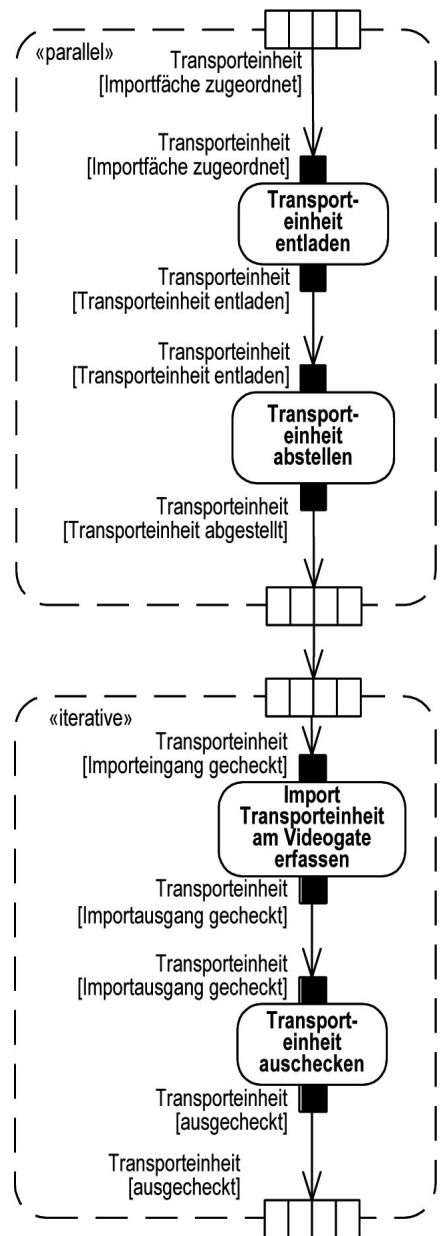 «parallel»
Transporteinheit
[Importfäche zugeordnet]
Transporteinheit
[Importfäche zugeordnet]
Transport-
einheit
entladen
Transporteinheit
[Transporteinheit entladen]
Transporteinheit
[Transporteinheit entladen]
Transport-
einheit
abstellen
Transporteinheit
[Transporteinheit abgestellt]
«iterative»
Transporteinheit
[Importeingang gecheckt]
Import
Transporteinheit
am Videogate
erfassen
Transporteinheit
[Importausgang gecheckt]
Transporteinheit
[Importausgang gecheckt]
Transport-
einheit
auschecken
Transporteinheit
[ausgecheckt]
Transporteinheit
[ausgecheckt]